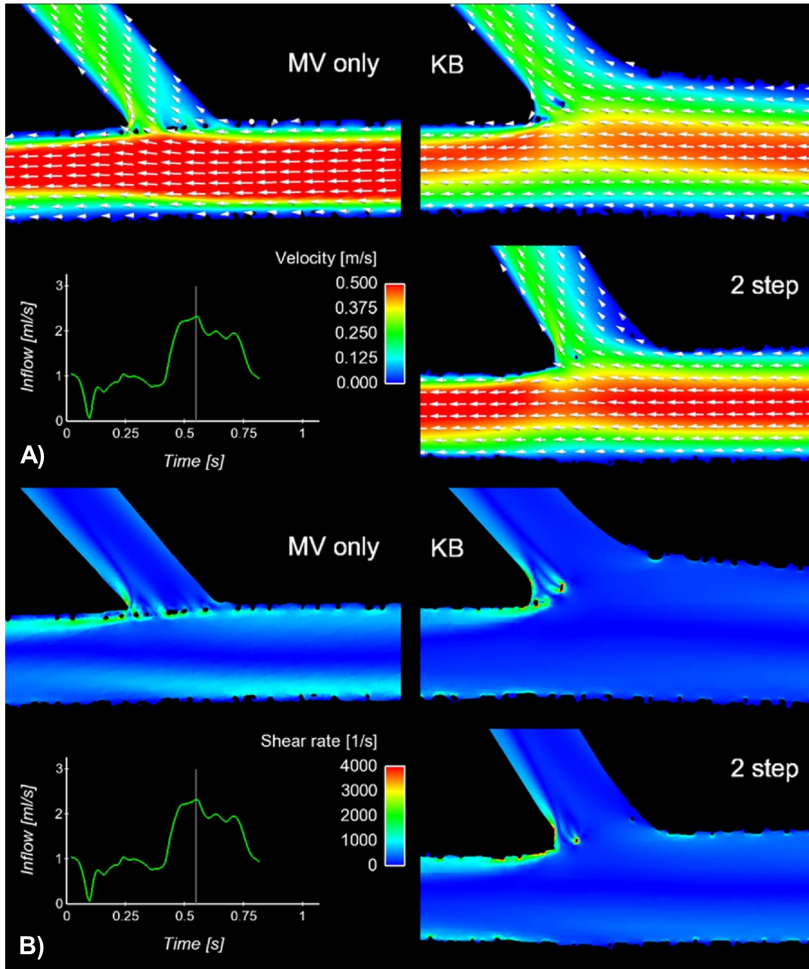 MV only
KB
Velocity [m/s]
0.500
0.375
0.250
0.125
0.000
2 step
Inflow [ml/s]
3
2
1
0
0
0.25
0.5
0.75
1
Time [s]
A)
MV only
KB
Shear rate [1/s]
4000
3000
2000
1000
0
2 step
Inflow [ml/s]
3
2
1
0
0
0.25
0.5
0.75
1
Time [s]
B)